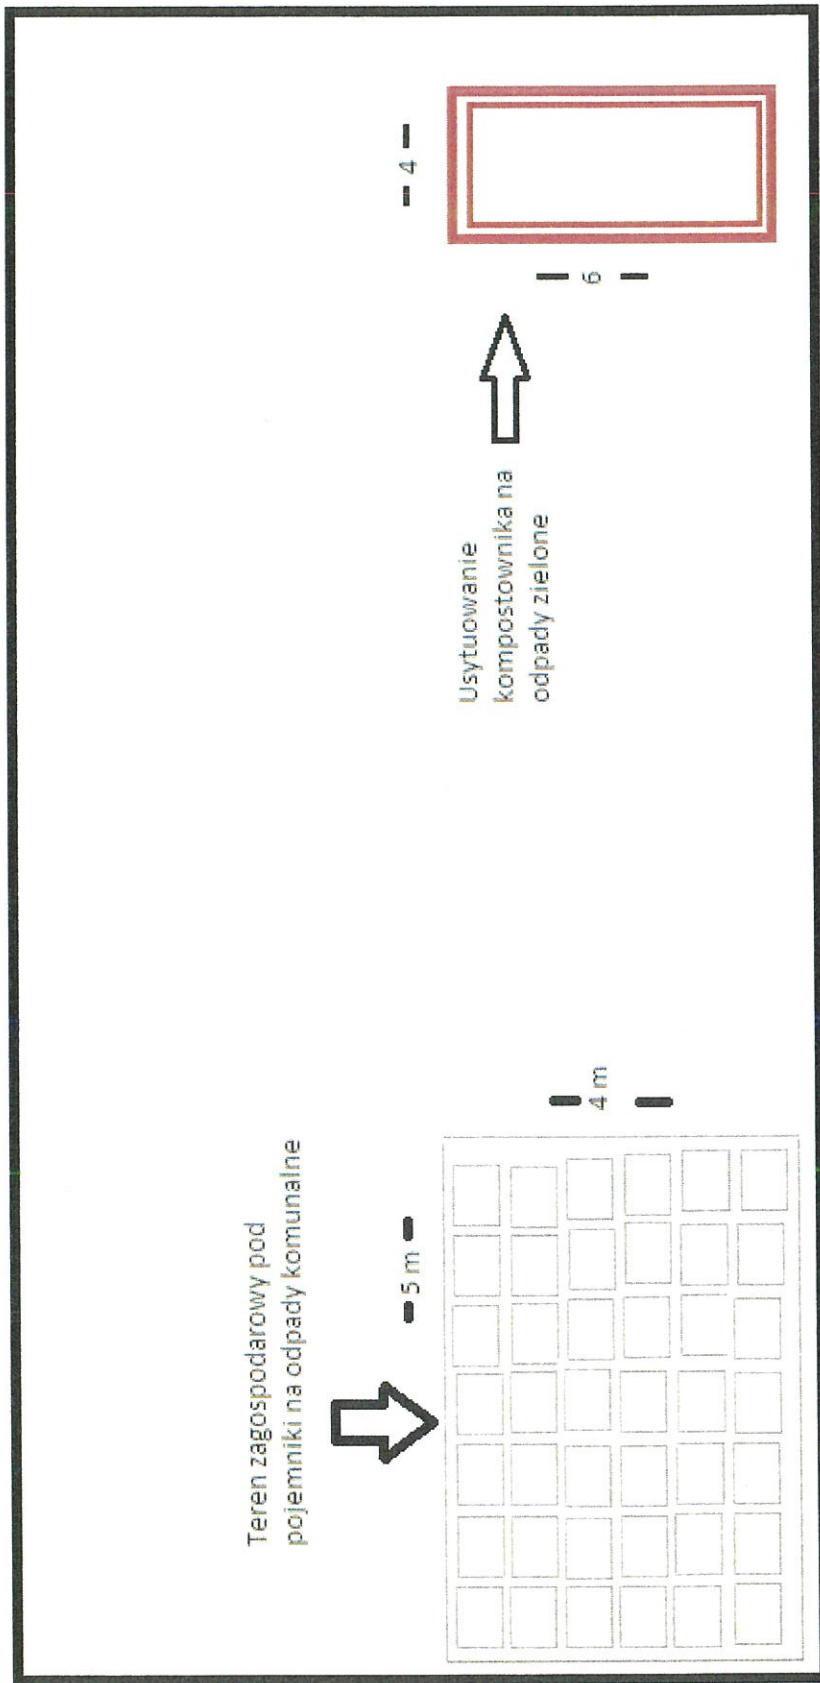 Teren zagospodarowy pod
pojemniki na odpady komunalne
5 m
4 m
Usytuowanie
kompostownika na
odpady zielone
4
6